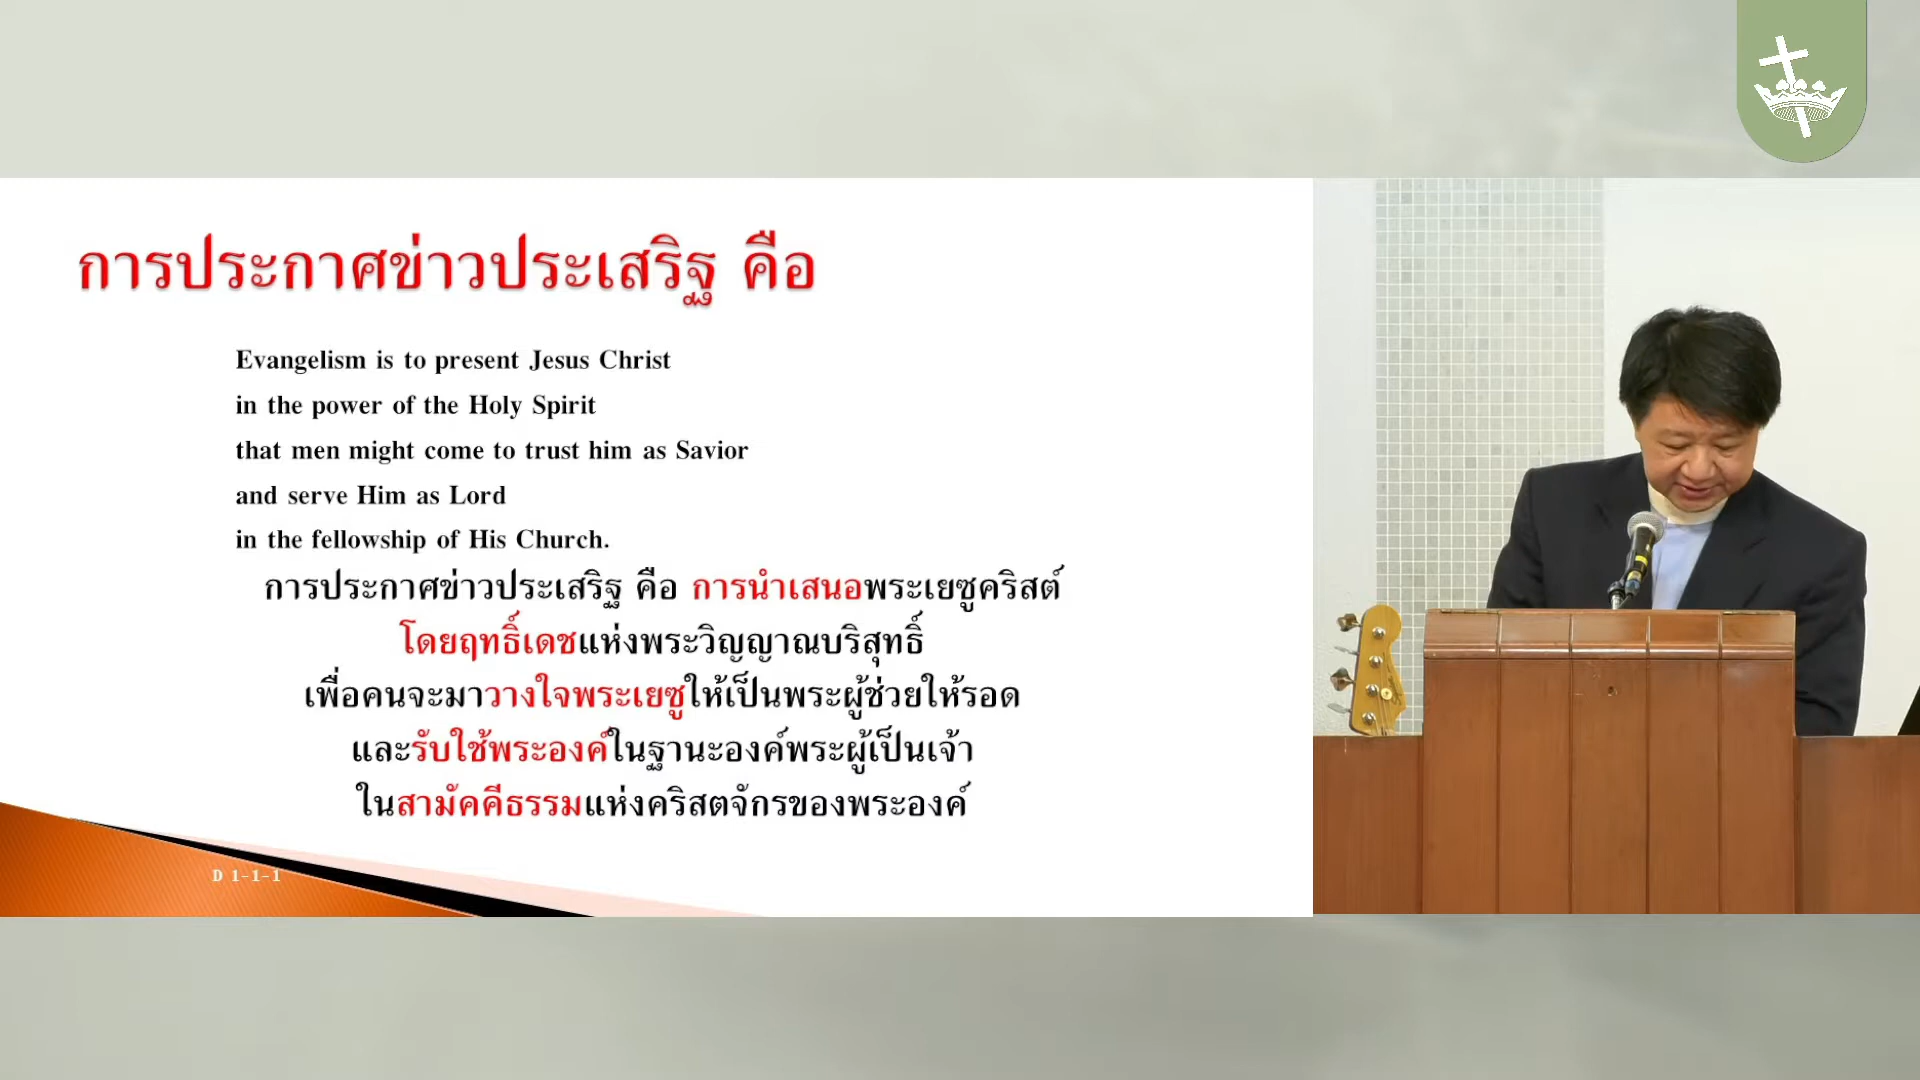 การประกาศข่าวประเสริฐ คือ
Evangelism is to present Jesus Christ
in the power of the Holy Spirit
that men might come to trust him as Savior
and serve Him as Lord
in the fellowship of His Church.
การประกาศข่าวประเสริฐ คือ การนำเสนอพระเยซูคริสต์
โดยฤทธิ์เดชแห่งพระวิญญาณบริสุทธิ์
เพื่อคนจะมาวางใจพระเยซูให้เป็นพระผู้ช่วยให้รอด
และรับใช้พระองค์ในฐานะองค์พระผู้เป็นเจ้า
ในสามัคคีธรรมแห่งคริสตจักรของพระองค์
D 1-1-1